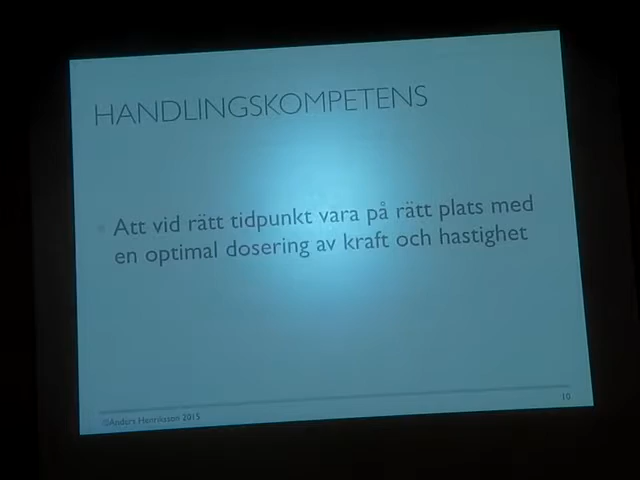 HANDLINGSKOMPETENS
Att vid rätt tidpunkt vara på rätt plats med
en optimal dosering av kraft och hastighet
©Anders Henriksson 2015
10